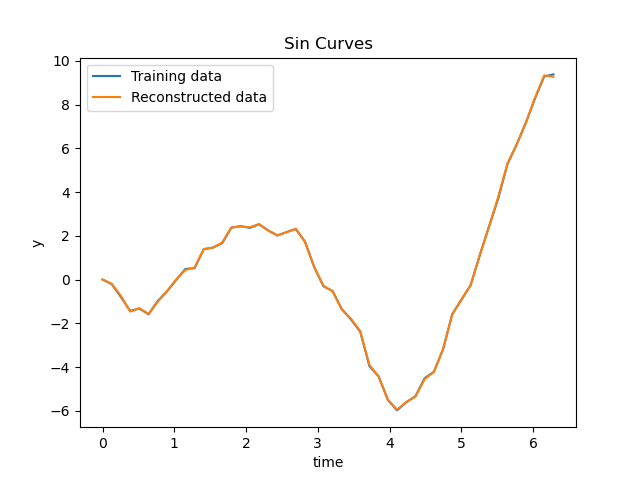 Sin Curves
Training data
Reconstructed data
10
8
6
4
2
0
−2
−4
−6
y
0 1 2 3 4 5 6
time